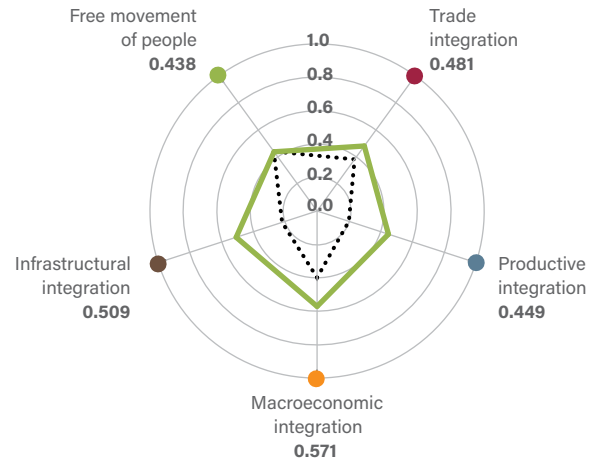 Free movement
of people
0.438
Trade
integration
0.481
1.0
0.8
0.6
0.4
0.2
0.0
Infrastructural
integration
0.509
Productive
integration
0.449
Macroeconomic
integration
0.571